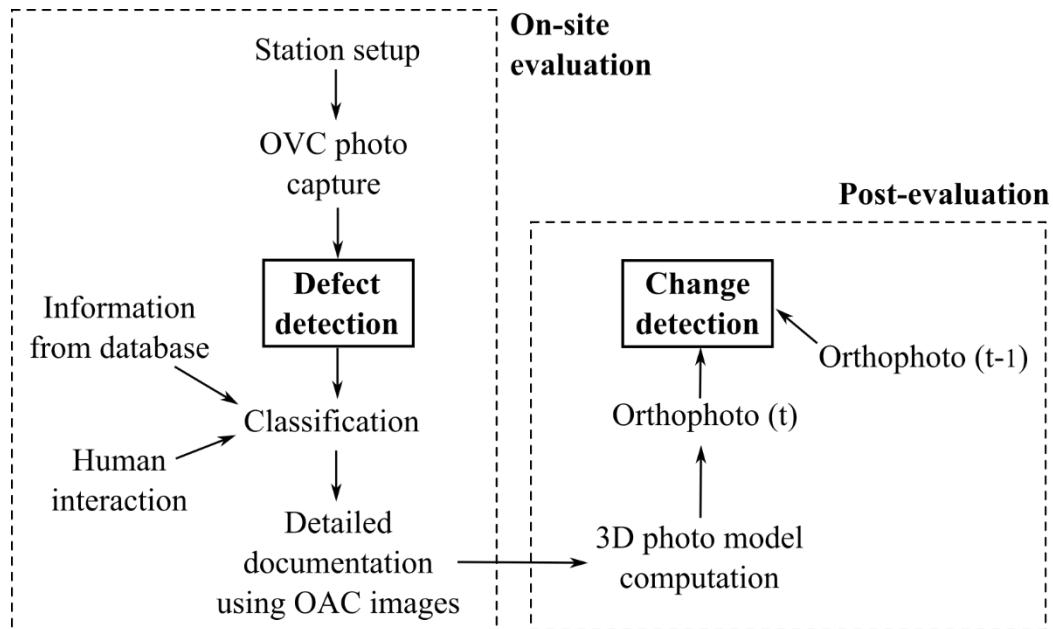 On-site
evaluation
Station setup
OVC photo
capture
Defect
detection
Information
from database
Classification
Human
interaction
Detailed
documentation
using OAC images
Post-evaluation
Change
detection
Orthophoto (t-1)
Orthophoto (t)
3D photo model
computation